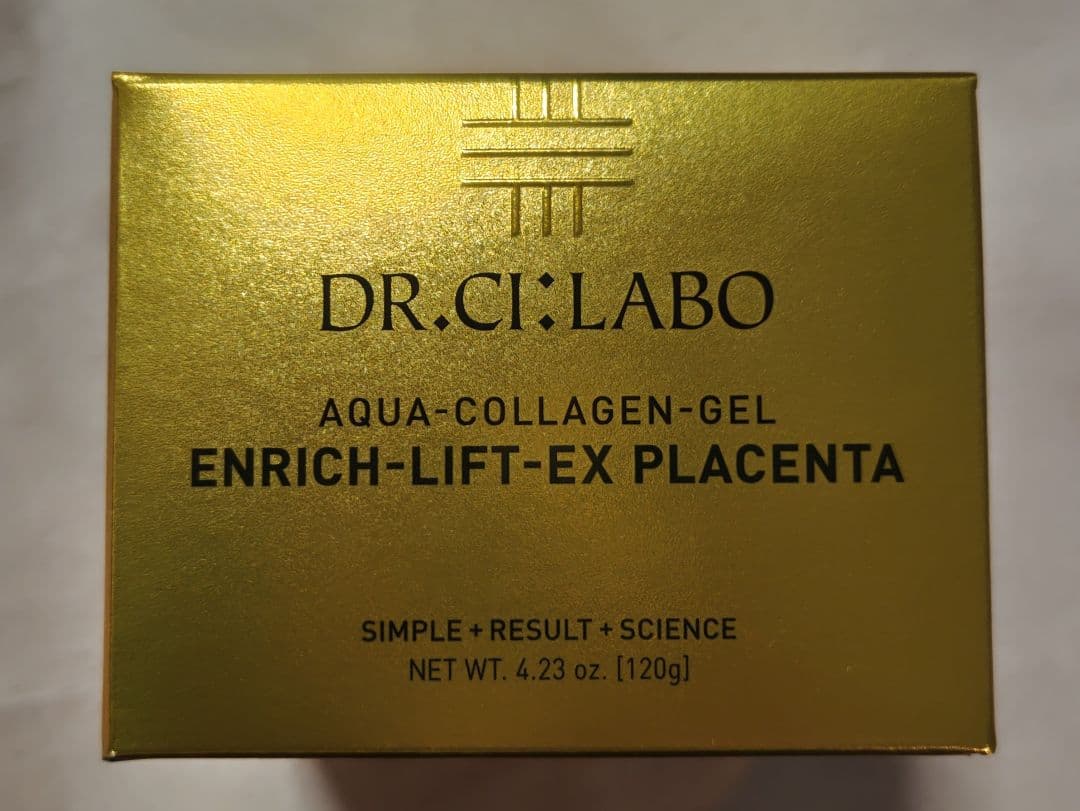 DR.CI:LABO
AQUA-COLLAGEN-GEL
ENRICH-LIFT-EX PLACENTA
SIMPLE + RESULT + SCIENCE
NET WT. 4.23 oz. [120g]